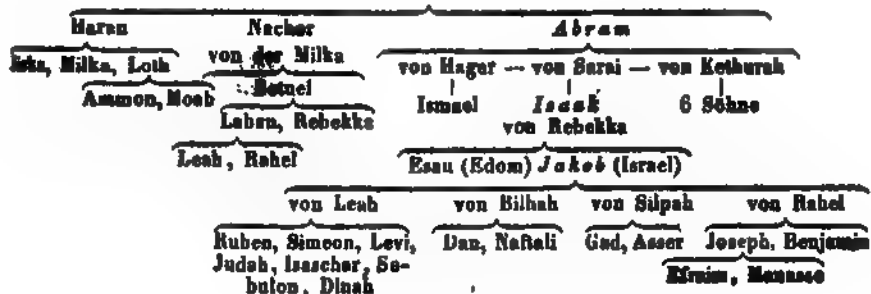 Haran Nachor Abram
Iska, Milka, Loth von der Milka von Hagar — von Sarai — von Kethurah
Ammon, Moab Betuel Ismael Isaak 6 Söhne
Laban, Rebekka von Rebekka
Leah, Rahel Esau (Edom) Jakob (Israel)
von Leah von Bilhah von Silpah von Rahel
Ruben, Simeon, Levi, Dan, Naftali Gad, Asser Joseph, Benjamin
Judah, Isaschar, Se-
bulon, Dinah Efraim, Manasse